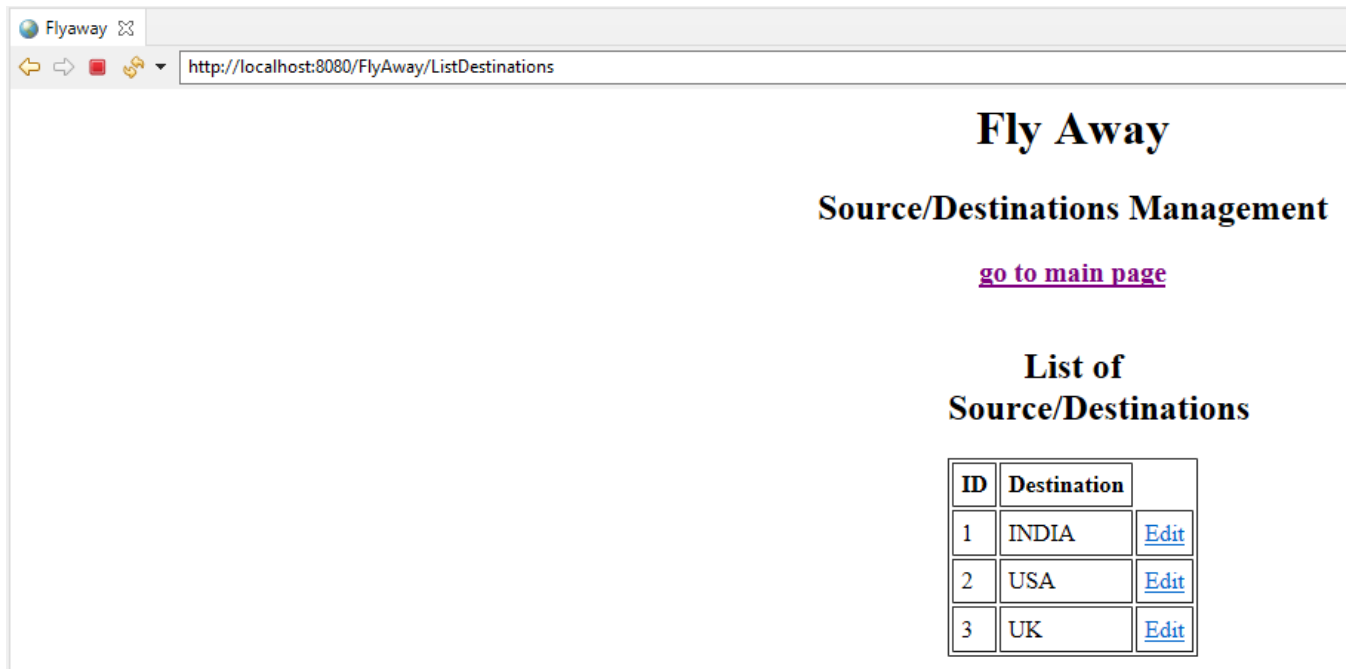 Flyaway
http://localhost:8080/FlyAway/ListDestinations
Fly Away
Source/Destinations Management
go to main page
List of
Source/Destinations
ID Destination
1 INDIA Edit
2 USA Edit
3 UK Edit